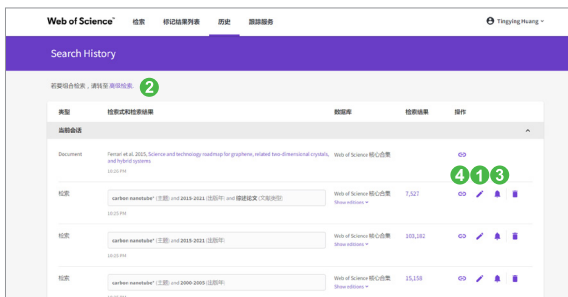 Web of Science™ 检索 标记结果列表 历史 跟踪服务 Tingying Huang
Search History
若要组合检索，请转至 高级检索. 2
类型 检索式和检索结果 数据库 检索结果 操作
当前会话
Document Ferrari et al. 2015, Science and technology roadmap for graphene, related two-dimensional crystals, Web of Science 核心合集
and hybrid systems
10:26 PM
4 1 3
检索 carbon nanotube* (主题) and 2015-2021 (出版年) and 综述论文 (文献类型) Web of Science 核心合集 7,527
Show editions
10:25 PM
检索 carbon nanotube* (主题) and 2015-2021 (出版年) Web of Science 核心合集 103,182
Show editions
10:25 PM
检索 carbon nanotube* (主题) and 2000-2003 (出版年) Web of Science 核心合集 15,158
Show editions